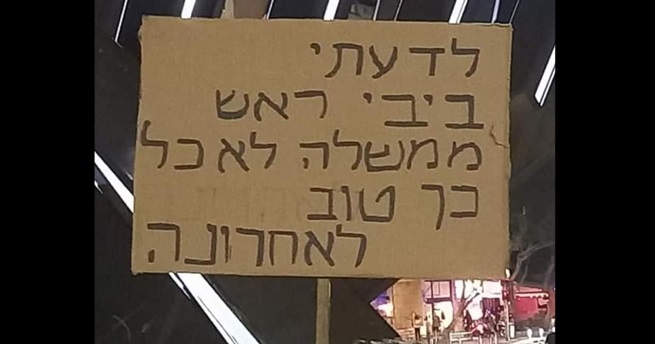 לדעתי
ביבי ראש
ממשלה לא כל
כך טוב
לאחרונה